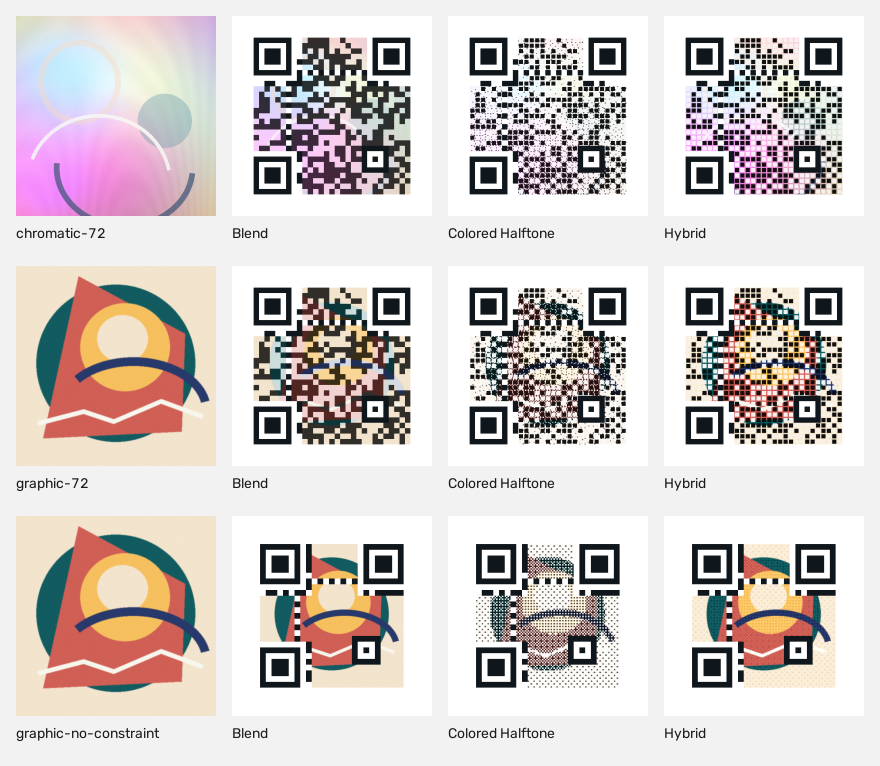 chromatic-72 Blend Colored Halftone Hybrid
graphic-72 Blend Colored Halftone Hybrid
graphic-no-constraint Blend Colored Halftone Hybrid